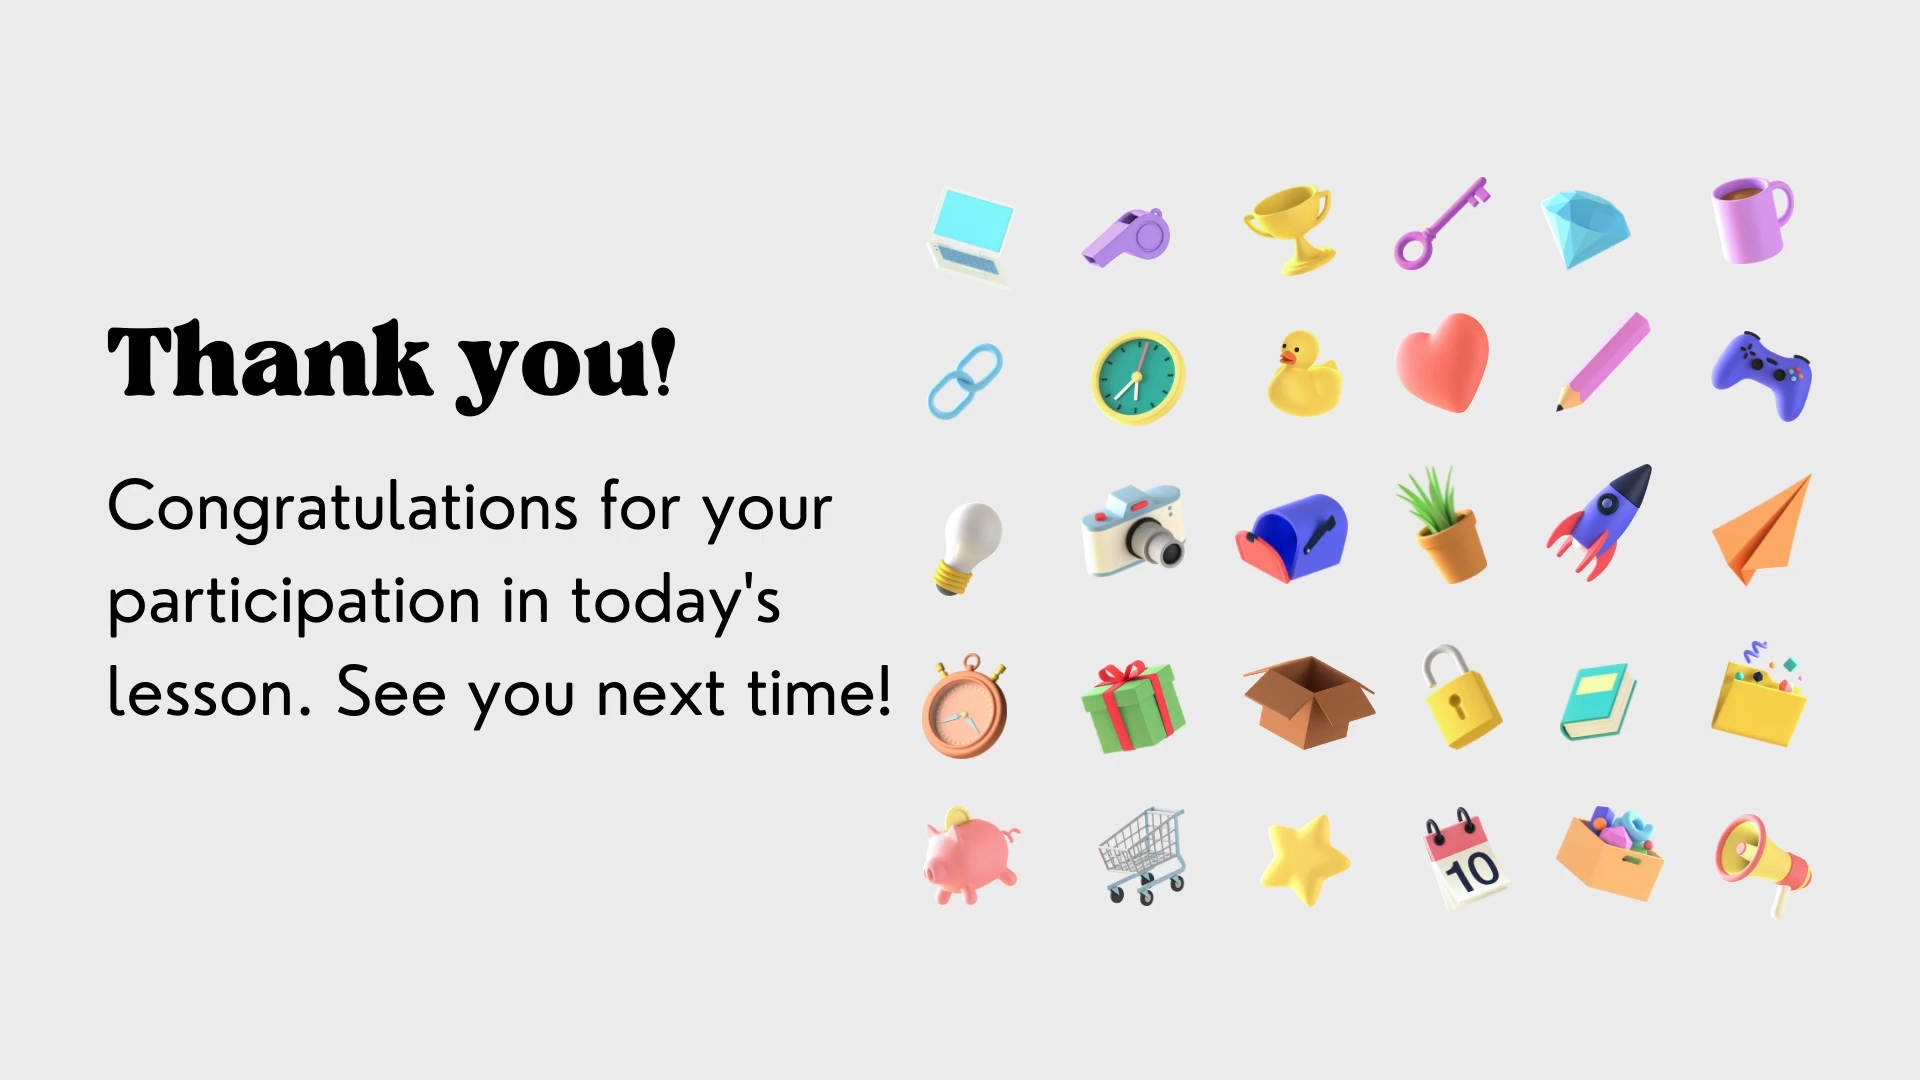 Thank you!
Congratulations for your
participation in today's
lesson. See you next time!
10